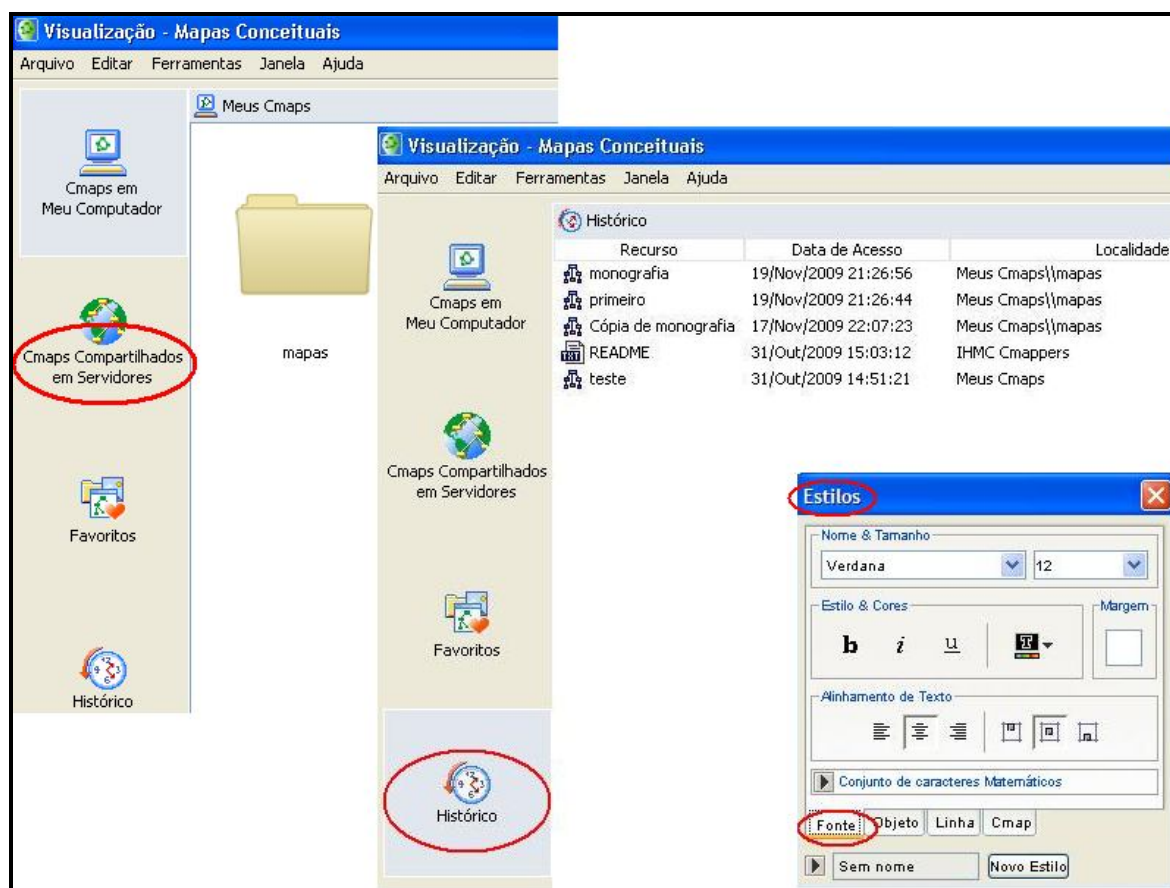 Visualização - Mapas Conceituais
Arquivo Editar Ferramentas Janela Ajuda
Cmaps em
Meu Computador
Cmaps Compartilhados
em Servidores
Favoritos
Histórico
Meus Cmaps
mapas
Visualização - Mapas Conceituais
Arquivo Editar Ferramentas Janela Ajuda
Cmaps em
Meu Computador
Cmaps Compartilhados
em Servidores
Favoritos
Histórico
Histórico
Recurso Data de Acesso Localidade
monografia 19/Nov/2009 21:26:56 Meus Cmaps\\mapas
primeiro 19/Nov/2009 21:26:44 Meus Cmaps\\mapas
Cópia de monografia 17/Nov/2009 22:07:23 Meus Cmaps\\mapas
README 31/Out/2009 15:03:12 IHMC Cmappers
teste 31/Out/2009 14:51:21 Meus Cmaps
Estilos
Nome & Tamanho
Verdana 12
Estilo & Cores Margem
b i u T
Alinhamento de Texto
Conjunto de caracteres Matemáticos
Fonte Objeto Linha Cmap
Sem nome Novo Estilo